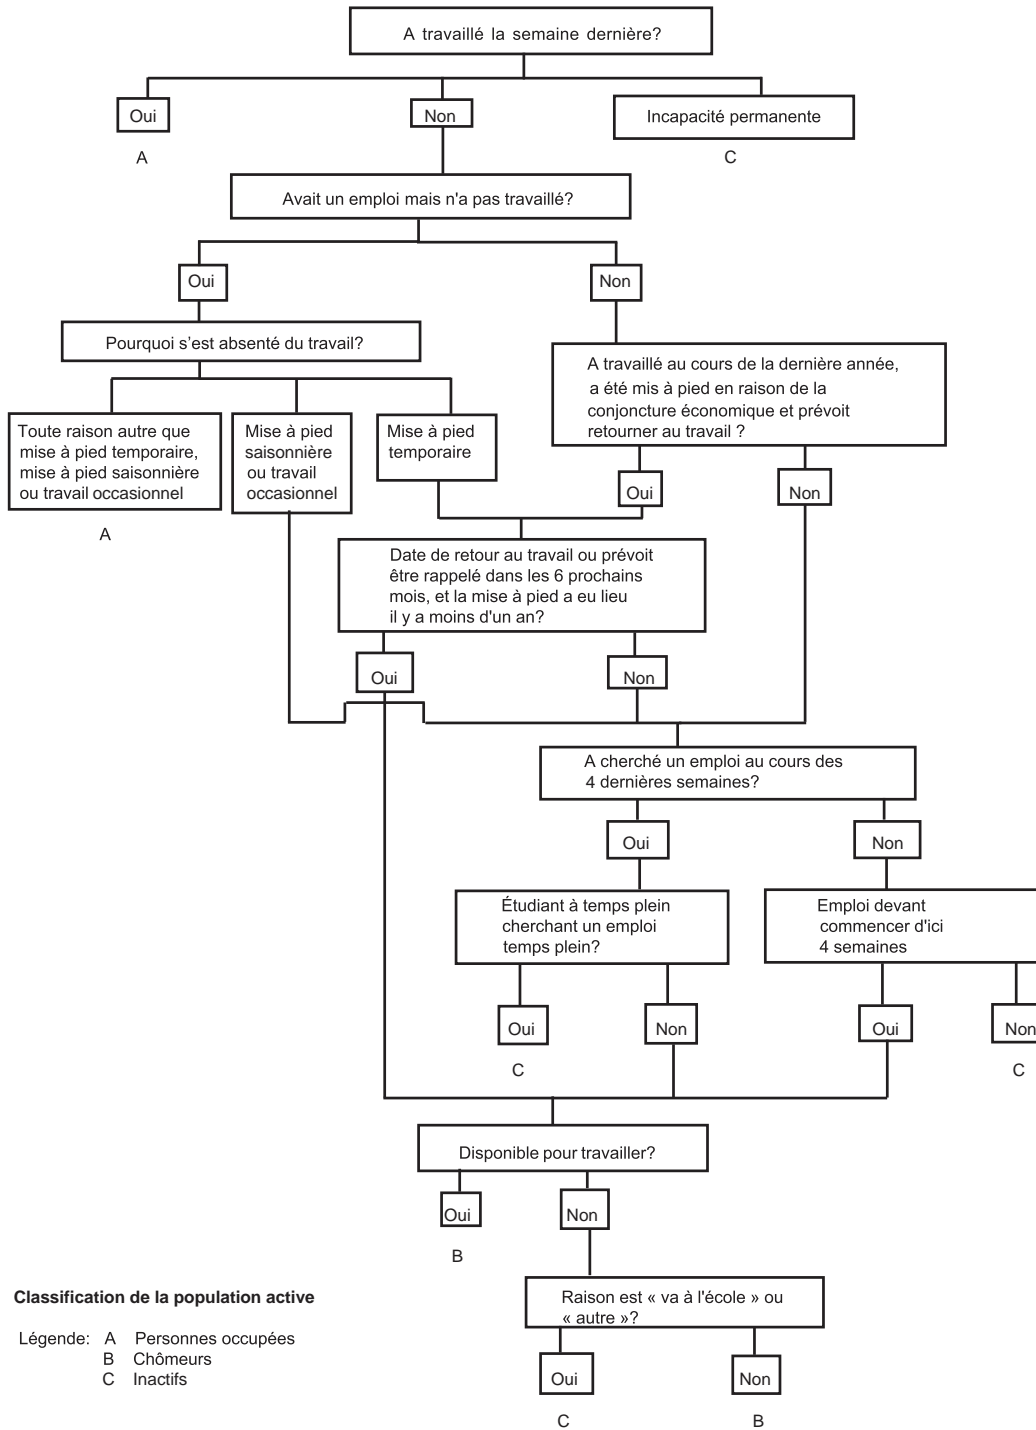 A travaillé la semaine dernière?
Oui
Non
Incapacité permanente
A
C
Avait un emploi mais n'a pas travaillé?
Oui
Non
Pourquoi s’est absenté du travail?
A travaillé au cours de la dernière année,
a été mis à pied en raison de la
conjoncture économique et prévoit
retourner au travail ?
Toute raison autre que
mise à pied temporaire,
mise à pied saisonnière
ou travail occasionnel
Mise à pied
saisonnière
ou travail
occasionnel
Mise à pied
temporaire
Oui
Non
A
Date de retour au travail ou prévoit
être rappelé dans les 6 prochains
mois, et la mise à pied a eu lieu
il y a moins d'un an?
Oui
Non
A cherché un emploi au cours des
4 dernières semaines?
Oui
Non
Étudiant à temps plein
cherchant un emploi
temps plein?
Emploi devant
commencer d'ici
4 semaines
Oui
Non
Oui
Non
C
C
Disponible pour travailler?
Oui
Non
B
Raison est « va à l'école » ou
« autre »?
Oui
Non
C
B
Classification de la population active
Légende: A Personnes occupées
B Chômeurs
C Inactifs